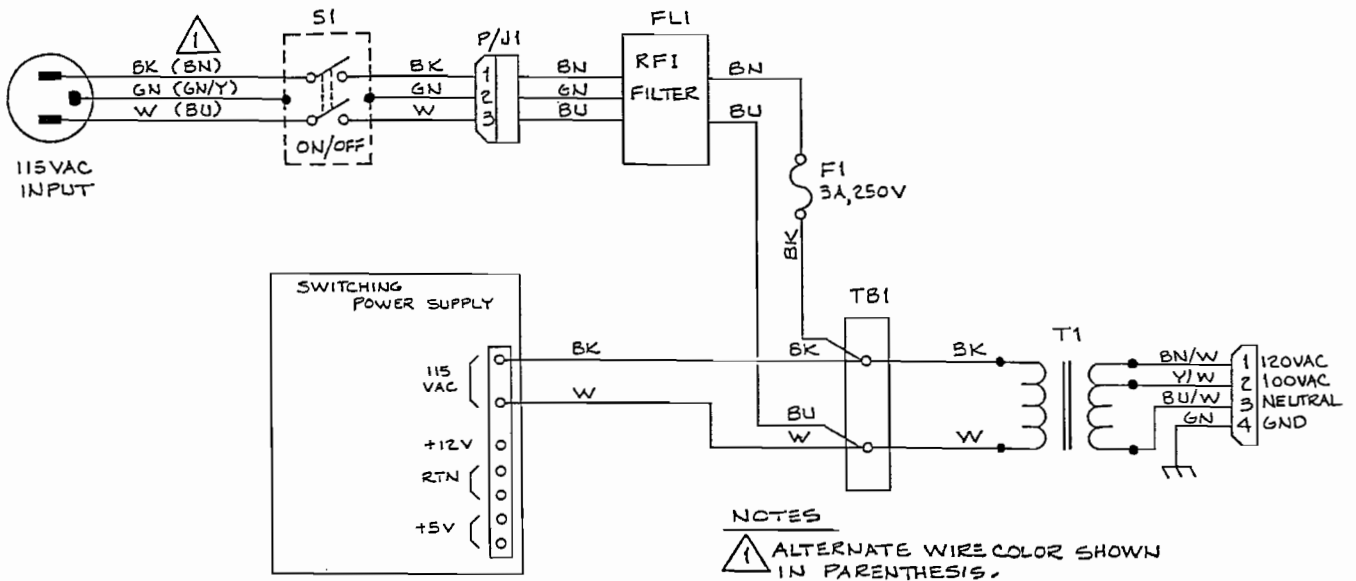 S1
FL1
P/J1
1
BK (BN)
GN (GN/Y)
W (BU)
ON/OFF
115VAC
INPUT
BK
GN
W
1
2
3
BN
GN
BU
RFI
FILTER
BN
BU
F1
3A,250V
BK
SWITCHING
POWER SUPPLY
115
VAC
+12V
RTN
+5V
BK
W
TB1
BK
BU
W
BK
W
T1
BN/W
Y/W
BU/W
GN
1 120VAC
2 100VAC
3 NEUTRAL
4 GND
NOTES
1 ALTERNATE WIRE COLOR SHOWN
IN PARENTHESIS.